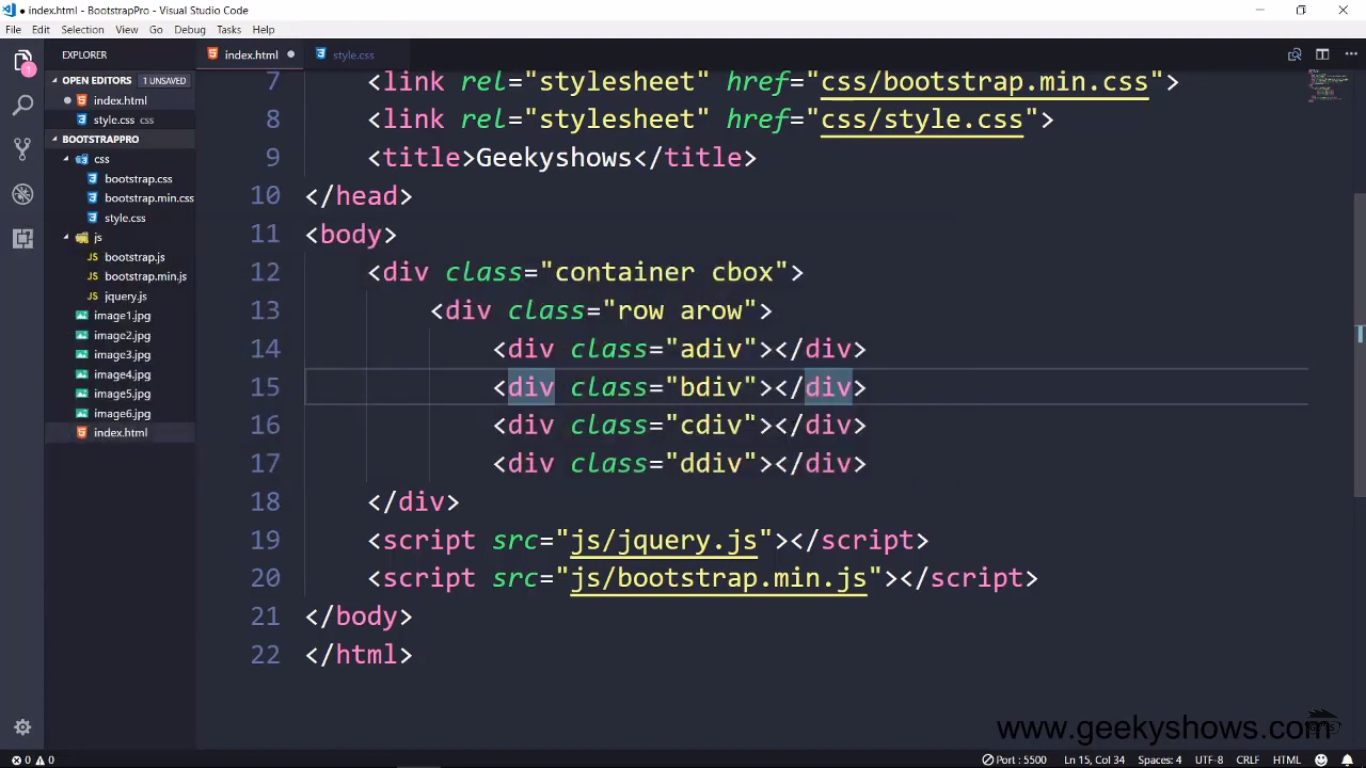 index.html - BootstrapPro - Visual Studio Code
File Edit Selection View Go Debug Tasks Help
EXPLORER
OPEN EDITORS 1 UNSAVED
index.html
style.css css
BOOTSTRAPPRO
css
bootstrap.css
bootstrap.min.css
style.css
js
JS bootstrap.js
JS bootstrap.min.js
JS jquery.js
image1.jpg
image2.jpg
image3.jpg
image4.jpg
image5.jpg
image6.jpg
index.html
1
index.html style.css
7 <link rel="stylesheet" href="css/bootstrap.min.css">
8 <link rel="stylesheet" href="css/style.css">
9 <title>Geekyshows</title>
10 </head>
11 <body>
12 <div class="container cbox">
13 <div class="row arow">
14 <div class="adiv"></div>
15 <div class="bdiv"></div>
16 <div class="cdiv"></div>
17 <div class="ddiv"></div>
18 </div>
19 <script src="js/jquery.js"></script>
20 <script src="js/bootstrap.min.js"></script>
21 </body>
22 </html>
www.geekyshows.com
0 0 Port : 5500 Ln 15, Col 34 Spaces: 4 UTF-8 CRLF HTML